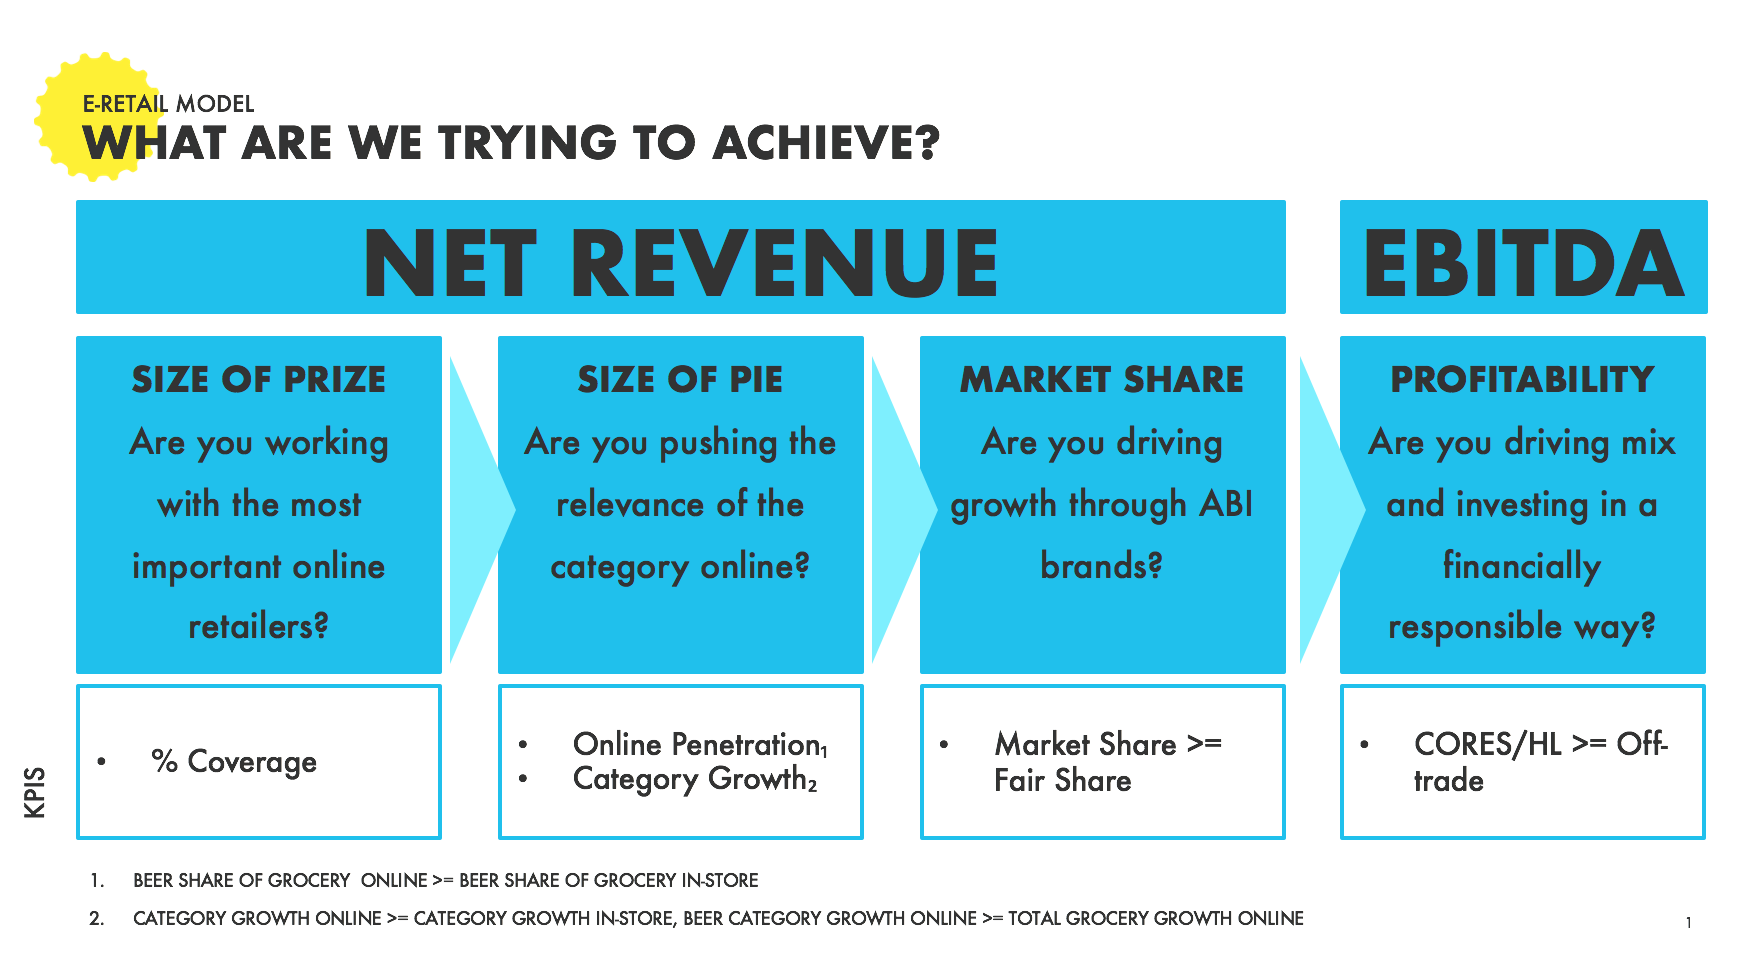 E-RETAIL MODEL
WHAT ARE WE TRYING TO ACHIEVE?
NET REVENUE
EBITDA
SIZE OF PRIZE
Are you working
with the most
important online
retailers?
SIZE OF PIE
Are you pushing the
relevance of the
category online?
MARKET SHARE
Are you driving
growth through ABI
brands?
PROFITABILITY
Are you driving mix
and investing in a
financially
responsible way?
KPIS
• % Coverage
• Online Penetration₁
• Category Growth₂
• Market Share >=
Fair Share
• CORES/HL >= Off-
trade
1. BEER SHARE OF GROCERY ONLINE >= BEER SHARE OF GROCERY IN-STORE
2. CATEGORY GROWTH ONLINE >= CATEGORY GROWTH IN-STORE, BEER CATEGORY GROWTH ONLINE >= TOTAL GROCERY GROWTH ONLINE
1